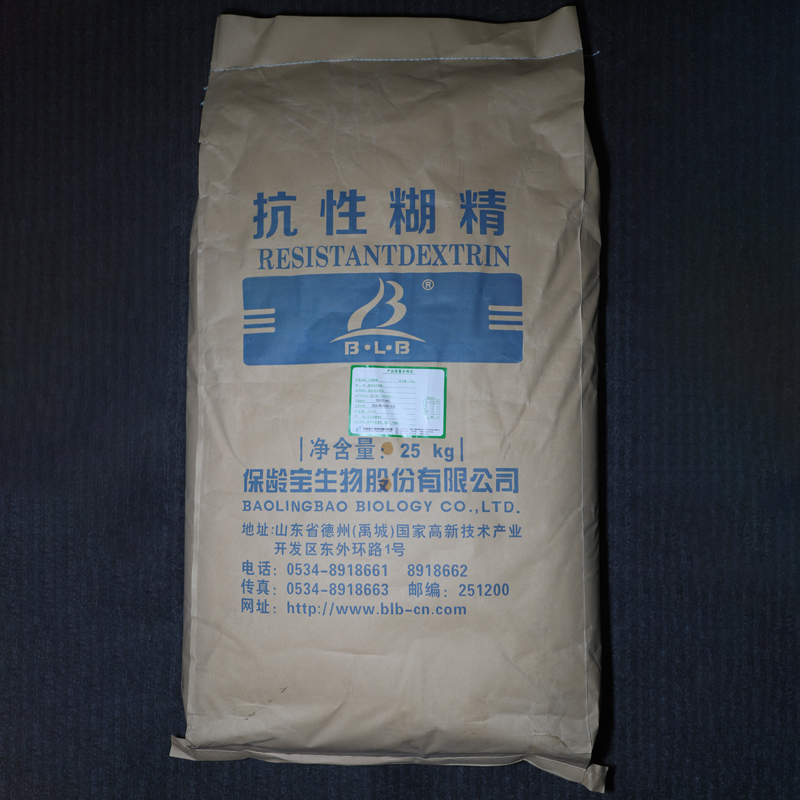 抗性糊精
RESISTANTDEXTRIN
®
B·L·B
净含量: 25 kg
保龄宝生物股份有限公司
BAOLINGBAO BIOLOGY CO.,LTD.
地址:山东省德州(禹城)国家高新技术产业
开发区东外环路1号
电话: 0534-8918661 8918662
传真: 0534-8918663 邮编: 251200
网址: http://www.blb-cn.com